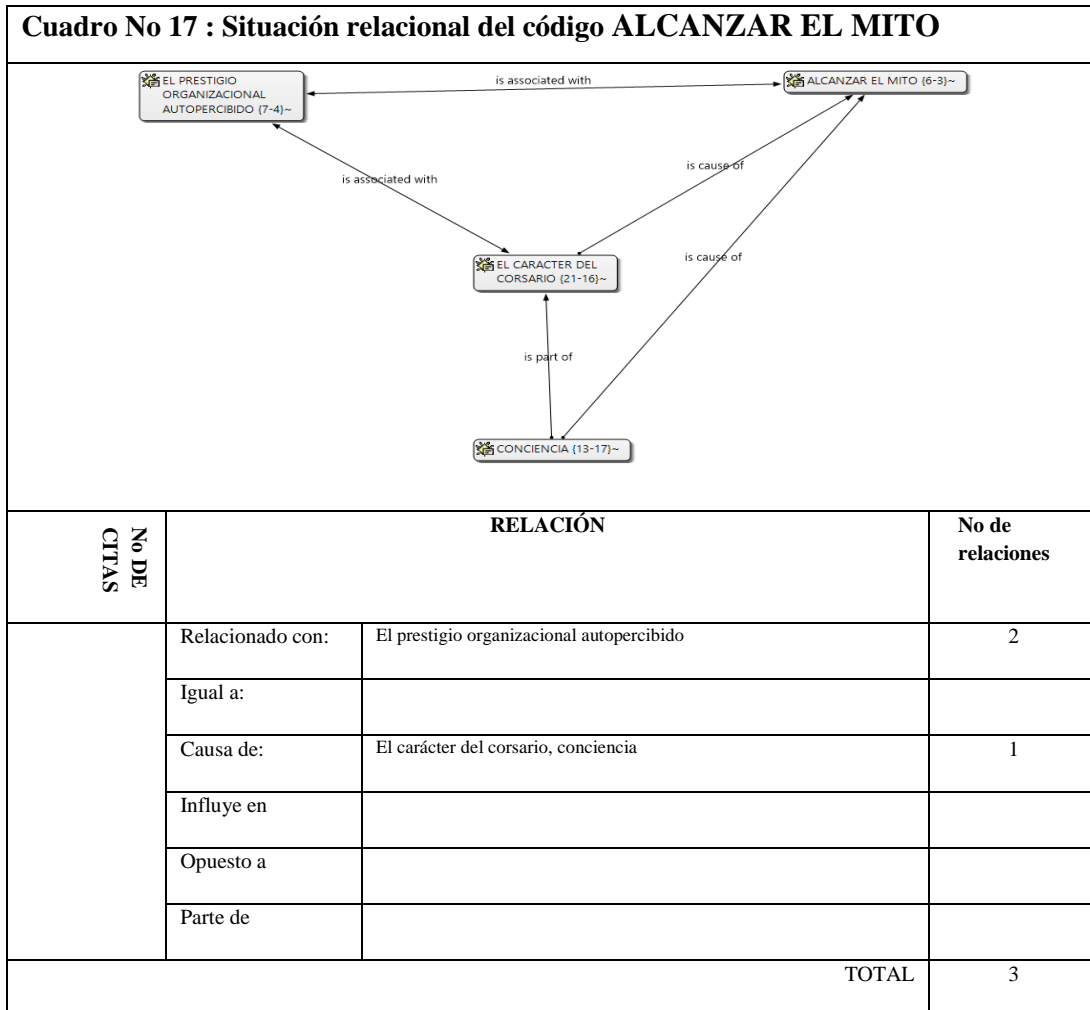 Cuadro No 17 : Situación relacional del código ALCANZAR EL MITO
EL PRESTIGIO
ORGANIZACIONAL
AUTOPERCIBIDO {7-4}~
is associated with
ALCANZAR EL MITO {6-3}~
is associated with
is cause of
EL CARACTER DEL
CORSARIO {21-16}~
is cause of
is part of
CONCIENCIA {13-17}~
No DE
CITAS
RELACIÓN
No de
relaciones
Relacionado con:
El prestigio organizacional autopercibido
2
Igual a:
Causa de:
El carácter del corsario, conciencia
1
Influye en
Opuesto a
Parte de
TOTAL
3